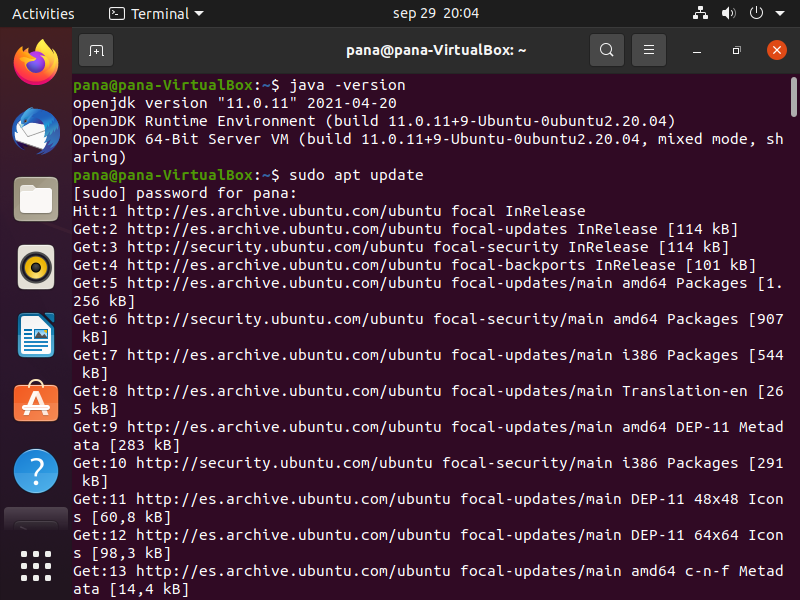 Activities
Terminal
sep 29 20:04
pana@pana-VirtualBox: ~
pana@pana-VirtualBox:~$ java -version
openjdk version "11.0.11" 2021-04-20
OpenJDK Runtime Environment (build 11.0.11+9-Ubuntu-0ubuntu2.20.04)
OpenJDK 64-Bit Server VM (build 11.0.11+9-Ubuntu-0ubuntu2.20.04, mixed mode, sh
aring)
pana@pana-VirtualBox:~$ sudo apt update
[sudo] password for pana:
Hit:1 http://es.archive.ubuntu.com/ubuntu focal InRelease
Get:2 http://es.archive.ubuntu.com/ubuntu focal-updates InRelease [114 kB]
Get:3 http://security.ubuntu.com/ubuntu focal-security InRelease [114 kB]
Get:4 http://es.archive.ubuntu.com/ubuntu focal-backports InRelease [101 kB]
Get:5 http://es.archive.ubuntu.com/ubuntu focal-updates/main amd64 Packages [1.
256 kB]
Get:6 http://security.ubuntu.com/ubuntu focal-security/main amd64 Packages [907
 kB]
Get:7 http://es.archive.ubuntu.com/ubuntu focal-updates/main i386 Packages [544
 kB]
Get:8 http://es.archive.ubuntu.com/ubuntu focal-updates/main Translation-en [26
5 kB]
Get:9 http://es.archive.ubuntu.com/ubuntu focal-updates/main amd64 DEP-11 Metad
ata [283 kB]
Get:10 http://security.ubuntu.com/ubuntu focal-security/main i386 Packages [291
 kB]
Get:11 http://es.archive.ubuntu.com/ubuntu focal-updates/main DEP-11 48x48 Icon
s [60,8 kB]
Get:12 http://es.archive.ubuntu.com/ubuntu focal-updates/main DEP-11 64x64 Icon
s [98,3 kB]
Get:13 http://es.archive.ubuntu.com/ubuntu focal-updates/main amd64 c-n-f Metad
ata [14,4 kB]